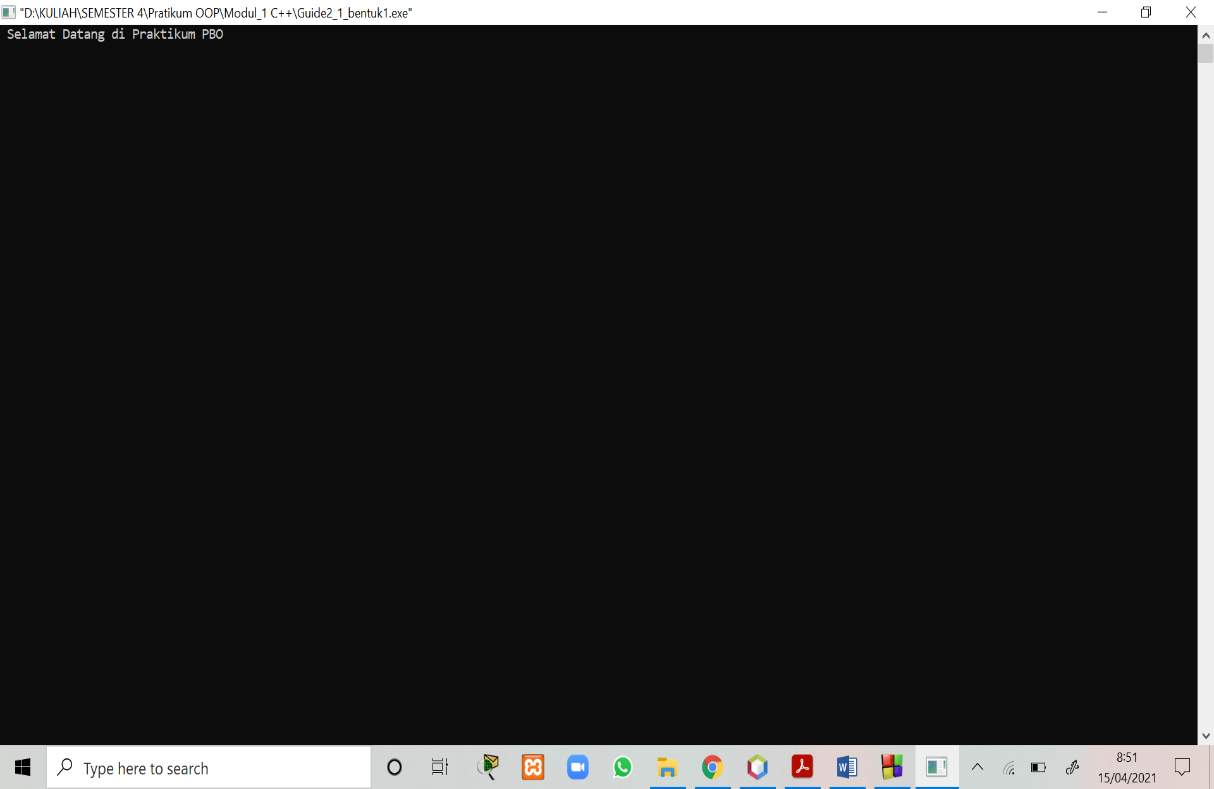 "D:\KULIAH\SEMESTER 4\Pratikum OOP\Modul_1 C++\Guide2_1_bentuk1.exe"
Selamat Datang di Praktikum PBO
Type here to search
8:51
15/04/2021